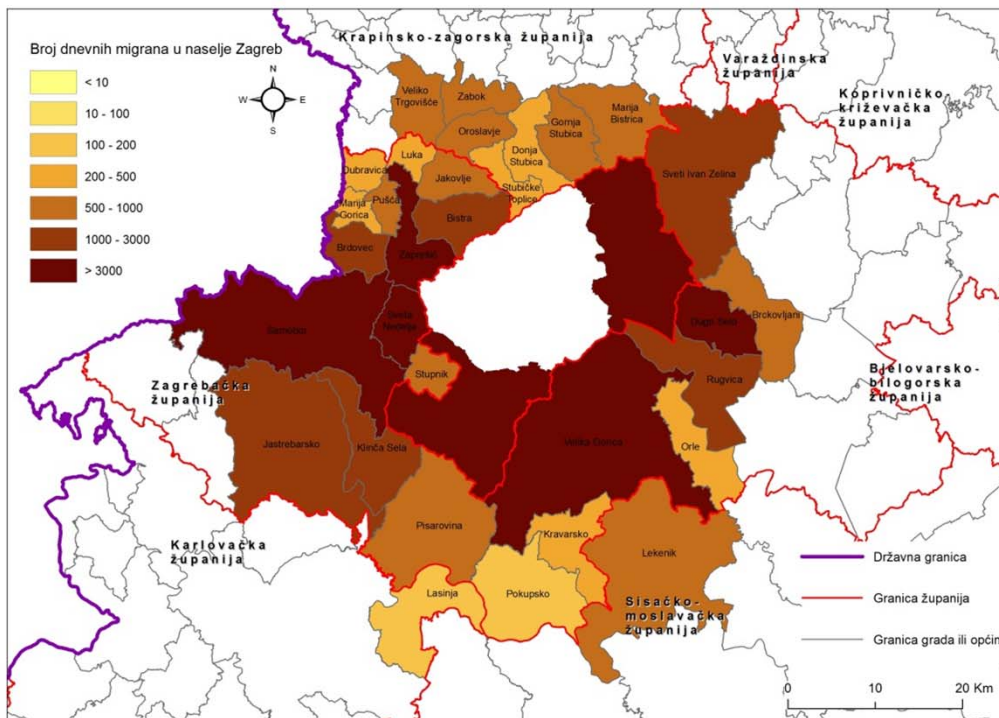 Broj dnevnih migrana u naselje Zagreb
N
W E
S
< 10
10 - 100
100 - 200
200 - 500
500 - 1000
1000 - 3000
> 3000
Krapinsko-zagorska županija
Varaždinska
županija
Koprivničko-
križevačka
županija
Veliko
Trgovišće
Zabok
Oroslavje
Gornja
Stubica
Marija
Bistrica
Donja
Stubica
Stubičke
Toplice
Luka
Dubravica
Jakovlje
Sveti Ivan Zelina
Marija
Gorica
Pušća
Bistra
Brdovec
Zaprešić
Samobor
Sveta
Nedelja
Dugo Selo
Brckovljani
Stupnik
Rugvica
Bjelovarsko-
bilogorska
županija
Zagrebačka
županija
Jastrebarsko
Klinča Sela
Velika Gorica
Orle
Pisarovina
Kravarsko
Lekenik
Karlovačka
županija
Lasinja
Pokupsko
Sisačko-
moslavačka
županija
Državna granica
Granica županija
Granica grada ili općin
0 10 20 Km